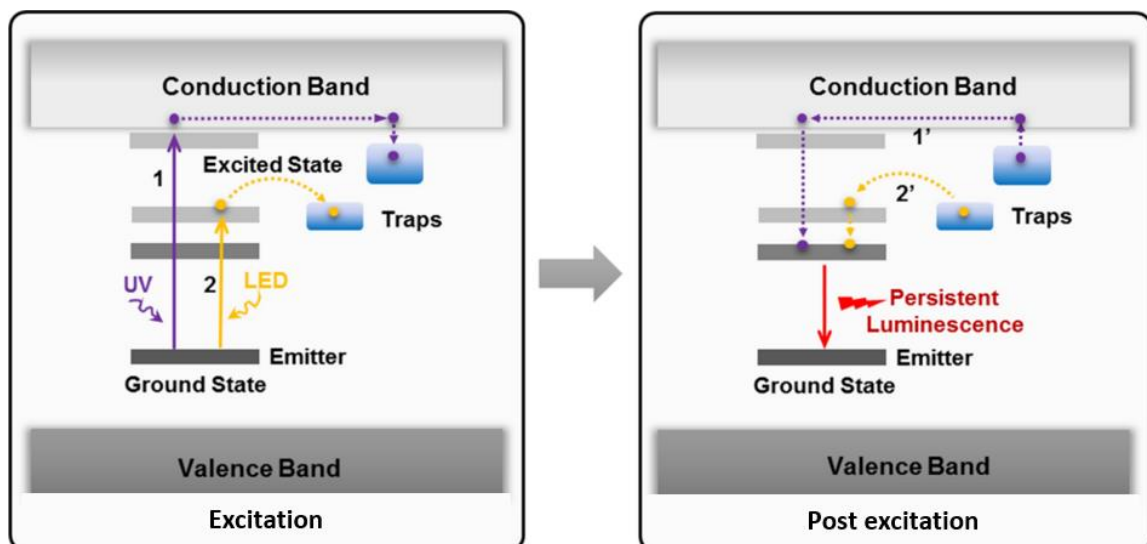 Conduction Band
1
Excited State
Traps
UV
2
LED
Emitter
Ground State
Valence Band
Excitation
Conduction Band
1’
2’
Traps
Persistent
Luminescence
Emitter
Ground State
Valence Band
Post excitation